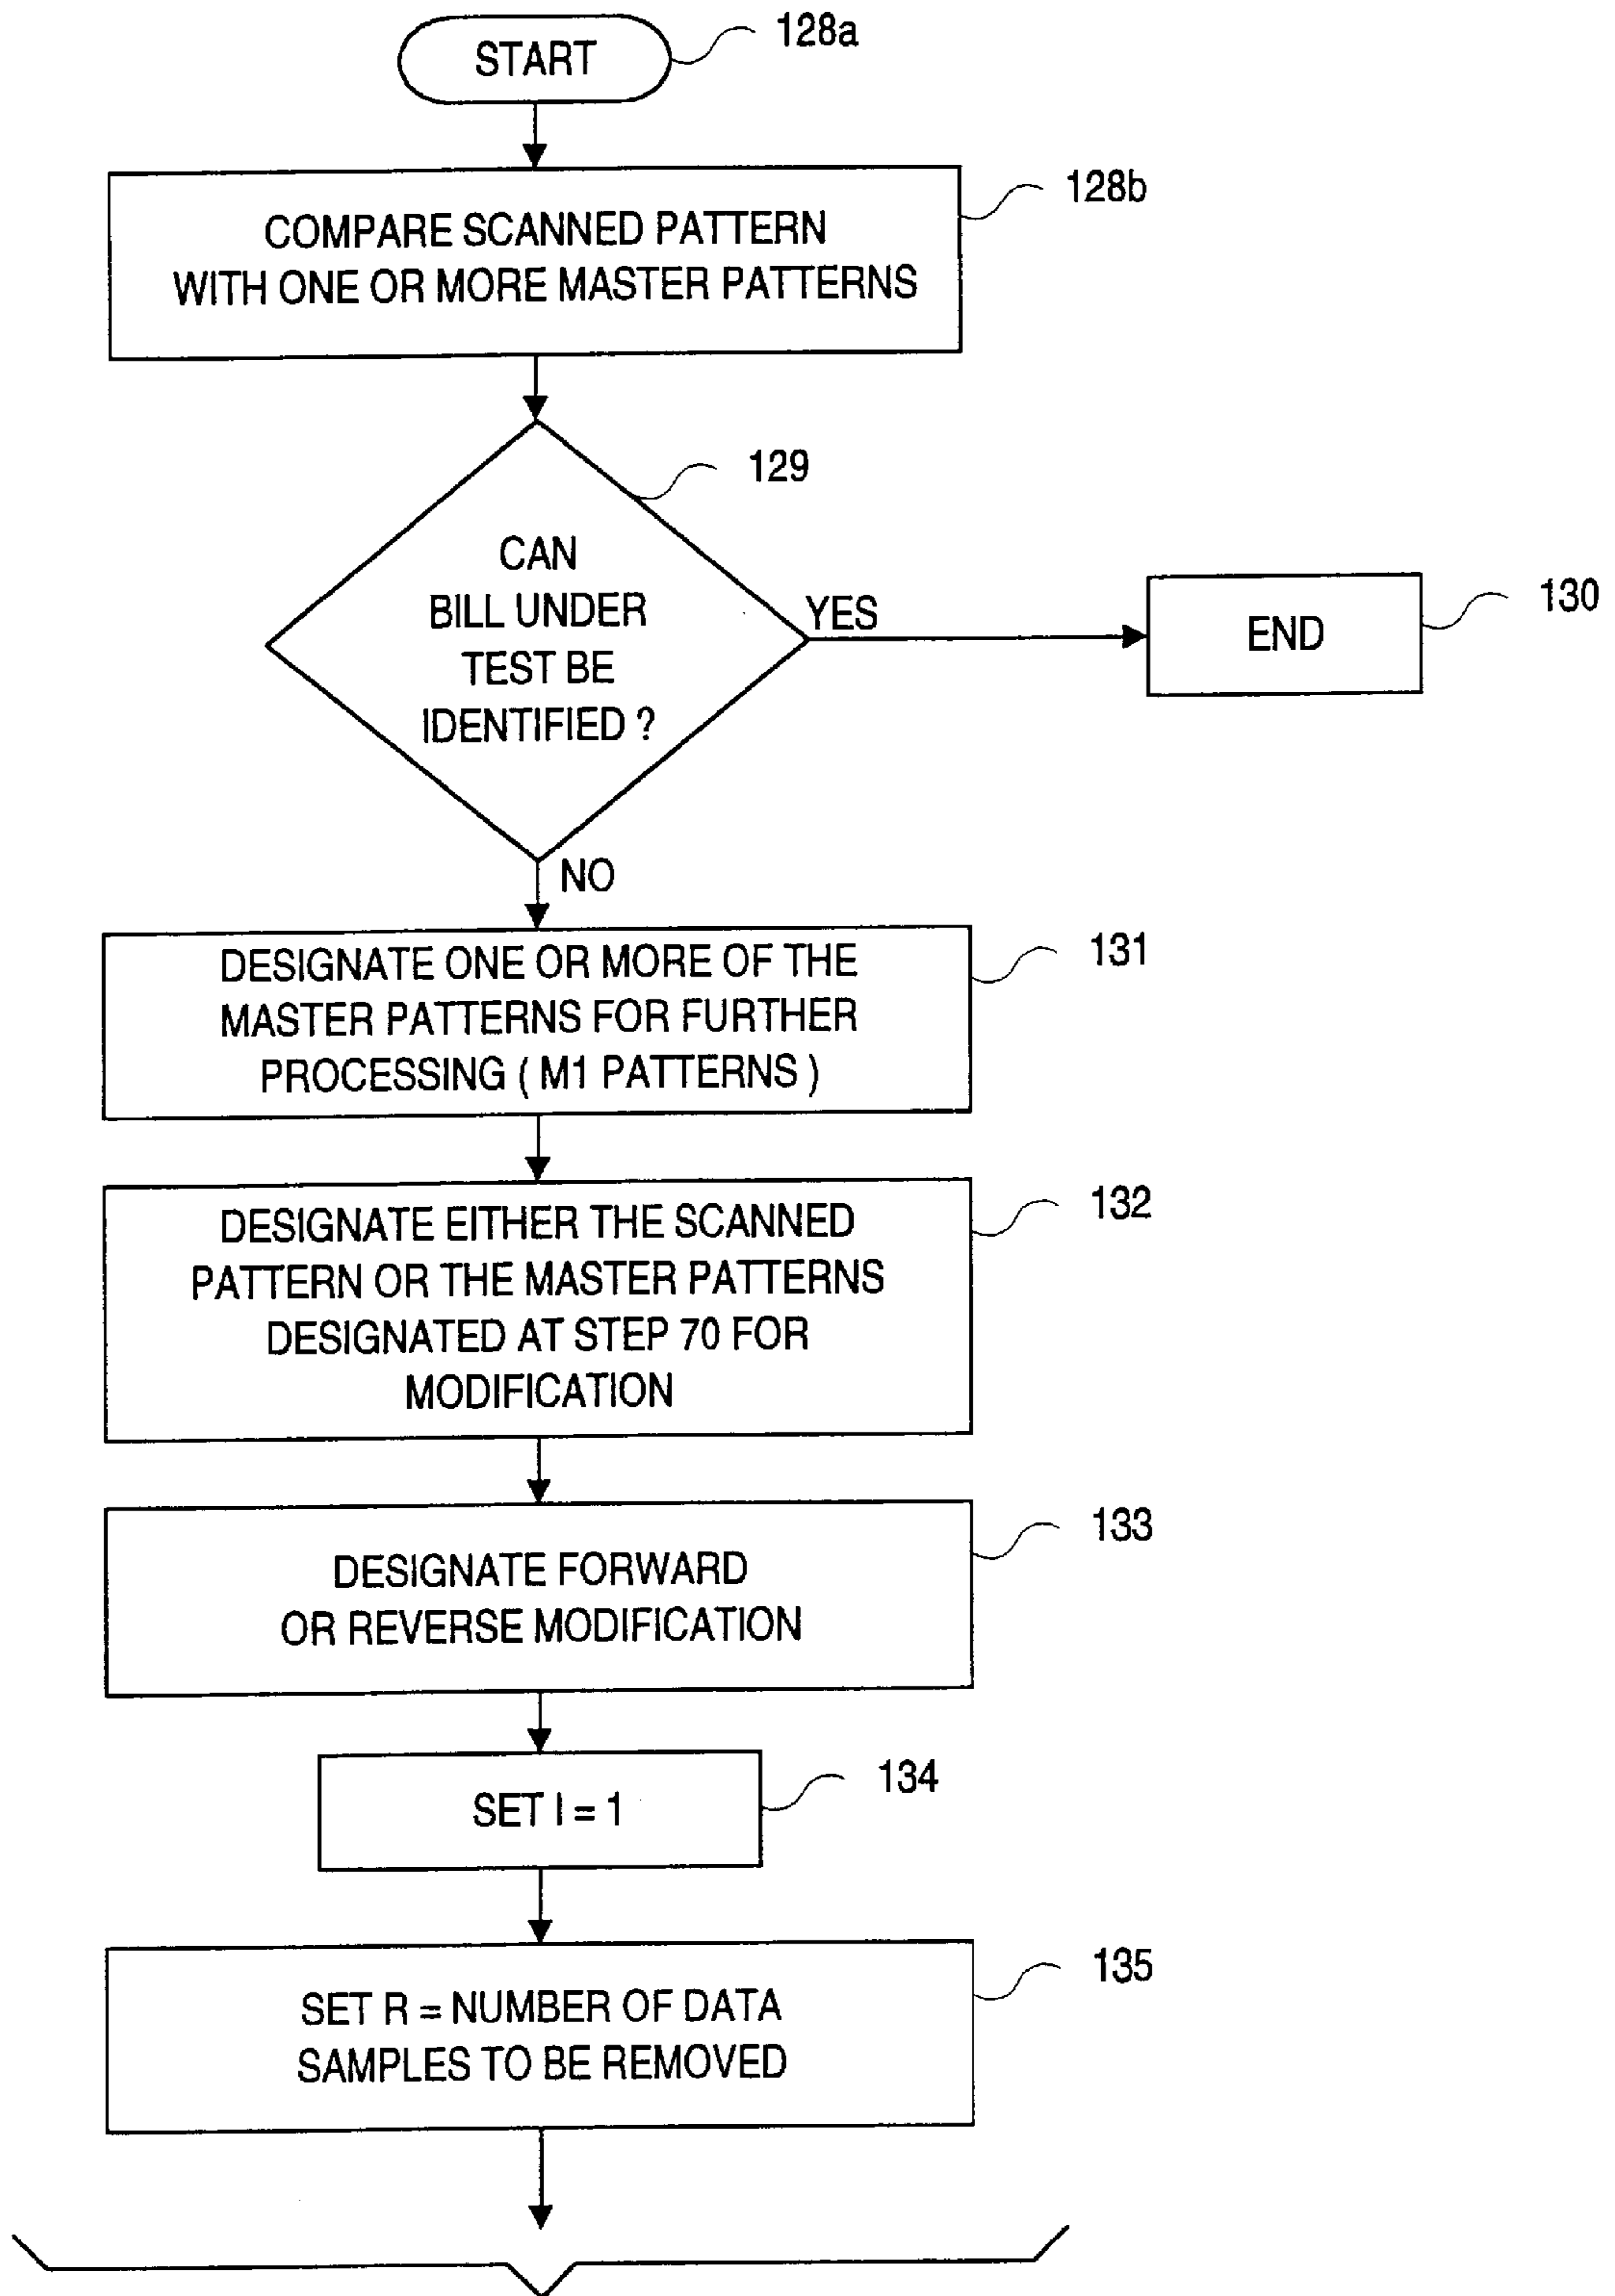 START
128a
COMPARE SCANNED PATTERN
WITH ONE OR MORE MASTER PATTERNS
128b
129
CAN
BILL UNDER
TEST BE
IDENTIFIED ?
YES
END
130
NO
DESIGNATE ONE OR MORE OF THE
MASTER PATTERNS FOR FURTHER
PROCESSING ( M1 PATTERNS )
131
DESIGNATE EITHER THE SCANNED
PATTERN OR THE MASTER PATTERNS
DESIGNATED AT STEP 70 FOR
MODIFICATION
132
DESIGNATE FORWARD
OR REVERSE MODIFICATION
133
SET I = 1
134
SET R = NUMBER OF DATA
SAMPLES TO BE REMOVED
135